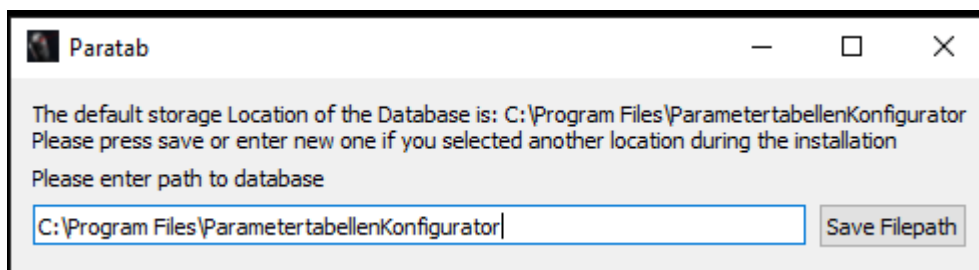 Paratab
The default storage Location of the Database is: C:\Program Files\ParametertabellenKonfigurator
Please press save or enter new one if you selected another location during the installation
Please enter path to database
C:\Program Files\ParametertabellenKonfigurator
Save Filepath